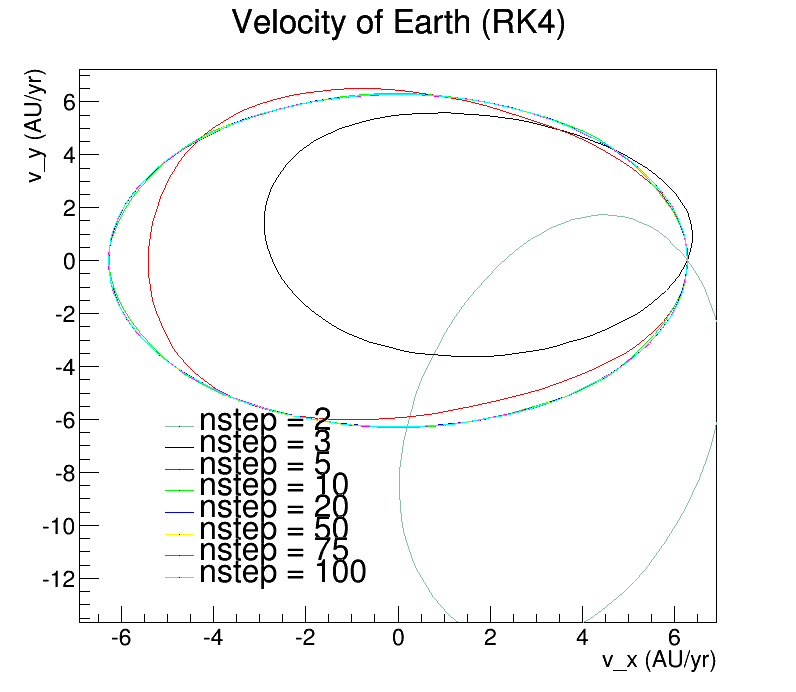 Velocity of Earth (RK4)
v_y (AU/yr)
6
4
2
0
-2
-4
-6
-8
-10
-12
nstep = 2
nstep = 3
nstep = 5
nstep = 10
nstep = 20
nstep = 50
nstep = 75
nstep = 100
-6 -4 -2 0 2 4 6
v_x (AU/yr)